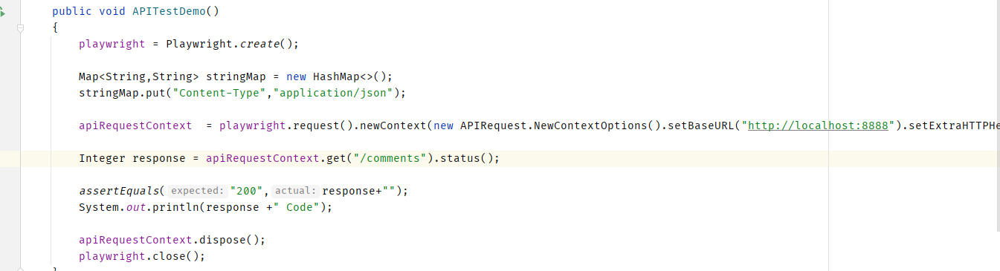 public void APITestDemo()
{
playwright = Playwright.create();
Map<String,String> stringMap = new HashMap<>();
stringMap.put("Content-Type","application/json");
apiRequestContext  = playwright.request().newContext(new APIRequest.NewContextOptions().setBaseURL("http://localhost:8888").setExtraHTTPHe
Integer response = apiRequestContext.get("/comments").status();
assertEquals( expected: "200", actual: response+"");
System.out.println(response +" Code");
apiRequestContext.dispose();
playwright.close();
}